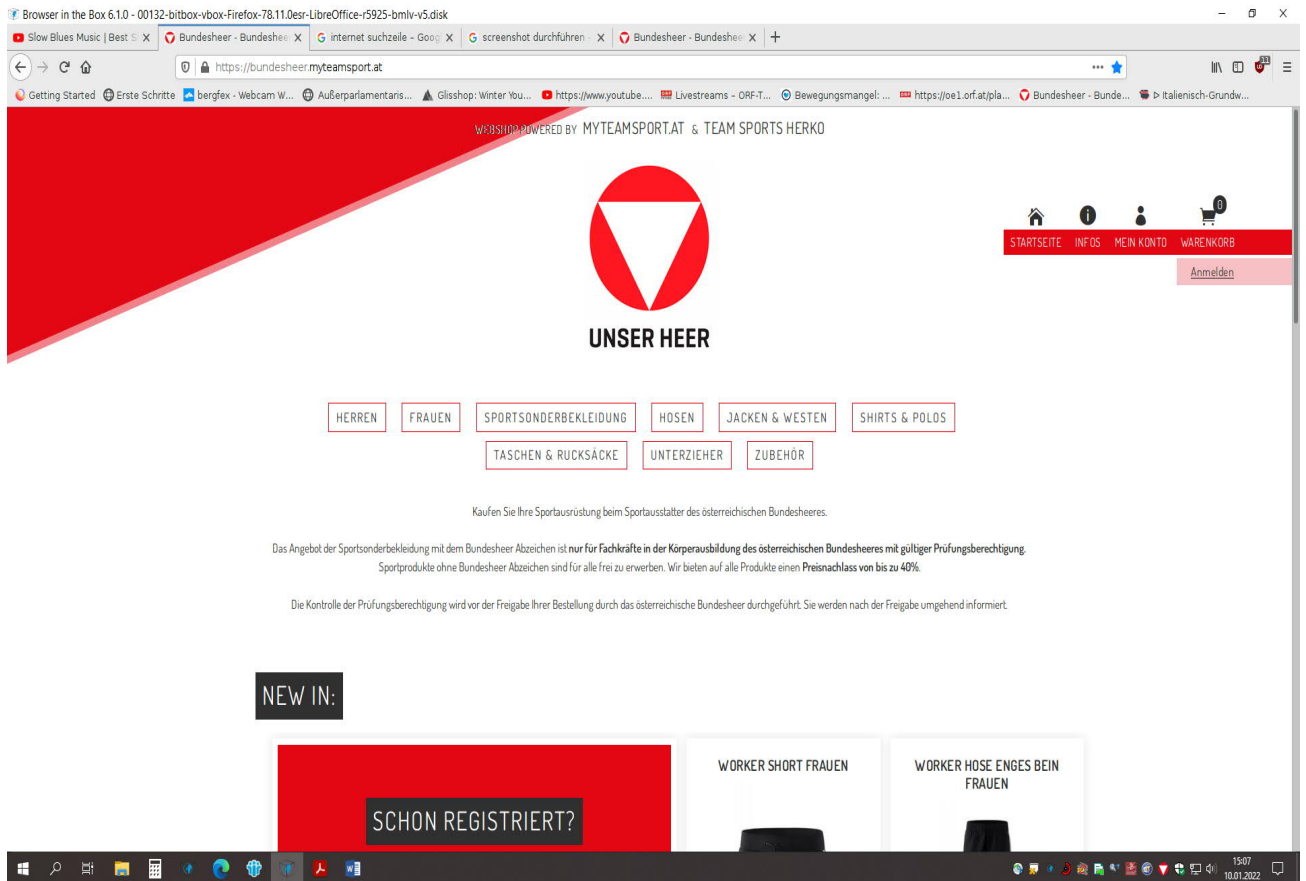 Browser in the Box 6.1.0 - 00132-bitbox-vbox-Firefox-78.11.0esr-LibreOffice-r5925-bmlv-v5.disk
Slow Blues Music | Best S
Bundesheer - Bundeshee
internet suchzeile - Goog
screenshot durchführen -
Bundesheer - Bundeshee
https://bundesheer.myteamsport.at
Getting Started
Erste Schritte
bergfex - Webcam W...
Außerparlamentaris...
Glisshop: Winter You...
https://www.youtube....
Livestreams - ORF-T...
Bewegungsmangel: ...
https://oe1.orf.at/pla...
Bundesheer - Bunde...
ᐅ Italienisch-Grundw...
WEBSHOP POWERED BY MYTEAMSPORT.AT & TEAM SPORTS HERKO
UNSER HEER
0
STARTSEITE INFOS MEIN KONTO WARENKORB
Anmelden
HERREN FRAUEN SPORTSONDERBEKLEIDUNG HOSEN JACKEN & WESTEN SHIRTS & POLOS
TASCHEN & RUCKSÄCKE UNTERZIEHER ZUBEHÖR
Kaufen Sie Ihre Sportausrüstung beim Sportausstatter des österreichischen Bundesheeres.
Das Angebot der Sportsonderbekleidung mit dem Bundesheer Abzeichen ist nur für Fachkräfte in der Körperausbildung des österreichischen Bundesheeres mit gültiger Prüfungsberechtigung.
Sportprodukte ohne Bundesheer Abzeichen sind für alle frei zu erwerben. Wir bieten auf alle Produkte einen Preisnachlass von bis zu 40%.
Die Kontrolle der Prüfungsberechtigung wird vor der Freigabe Ihrer Bestellung durch das österreichische Bundesheer durchgeführt. Sie werden nach der Freigabe umgehend informiert.
NEW IN:
SCHON REGISTRIERT?
WORKER SHORT FRAUEN
WORKER HOSE ENGES BEIN
FRAUEN
15:07
10.01.2022